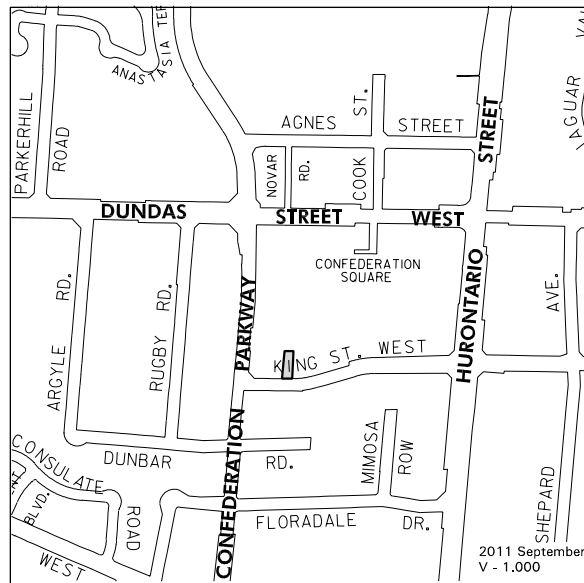 ANASTASIA TER
PARKERHILL
ROAD
AGNES STREET
ST.
COOK
NOVAR
RD.
STREET
DUNDAS STREET WEST
CONFEDERATION
SQUARE
ARGYLE RD.
RUGBY RD.
CONFEDERATION PARKWAY
HURONTARIO
AVE.
SHEPARD
JAGUAR
KING ST. WEST
DUNBAR RD.
MIMOSA
ROW
FLORADALE DR.
CONSULATE
ROAD
BLVD.
WEST
2011 September
V - 1.000